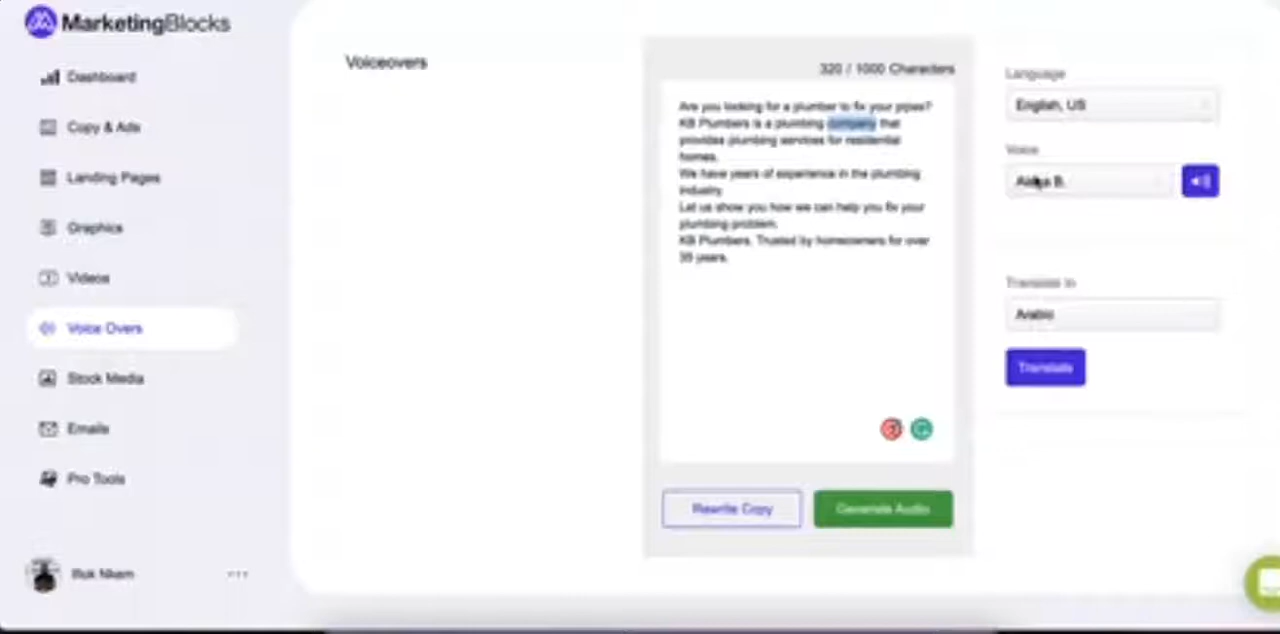 MarketingBlocks
Dashboard
Copy & Ads
Landing Pages
Graphics
Videos
Voice Overs
Stock Media
Emails
Pro Tools
Voiceovers
320 / 1000 Characters
Are you looking for a plumber to fix your pipes?
KB Plumbers is a plumbing company that
provides plumbing services for residential
homes.
We have years of experience in the plumbing
industry.
Let us show you how we can help you fix your
plumbing problem.
KB Plumbers. Trusted by homeowners for over
years.
Rewrite Copy
Generate Audio
Language
English, US
Voice
B.
Translate In
Arabic
Translate